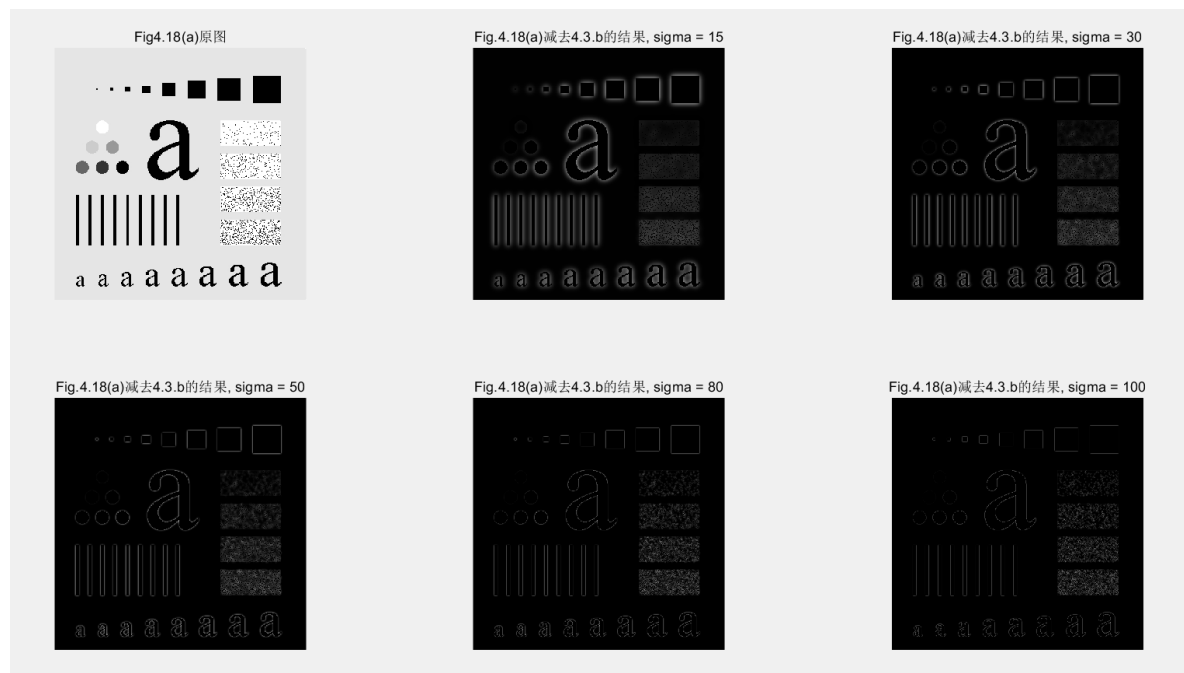 Fig4.18(a)原图
Fig.4.18(a)减去4.3.b的结果, sigma = 15
Fig.4.18(a)减去4.3.b的结果, sigma = 30
a
a a a a a a a a
a
a a a a a a a a
a
a a a a a a a a
Fig.4.18(a)减去4.3.b的结果, sigma = 50
Fig.4.18(a)减去4.3.b的结果, sigma = 80
Fig.4.18(a)减去4.3.b的结果, sigma = 100
a
a a a a a a a a
a
a a a a a a a a
a
a a a a a a a a